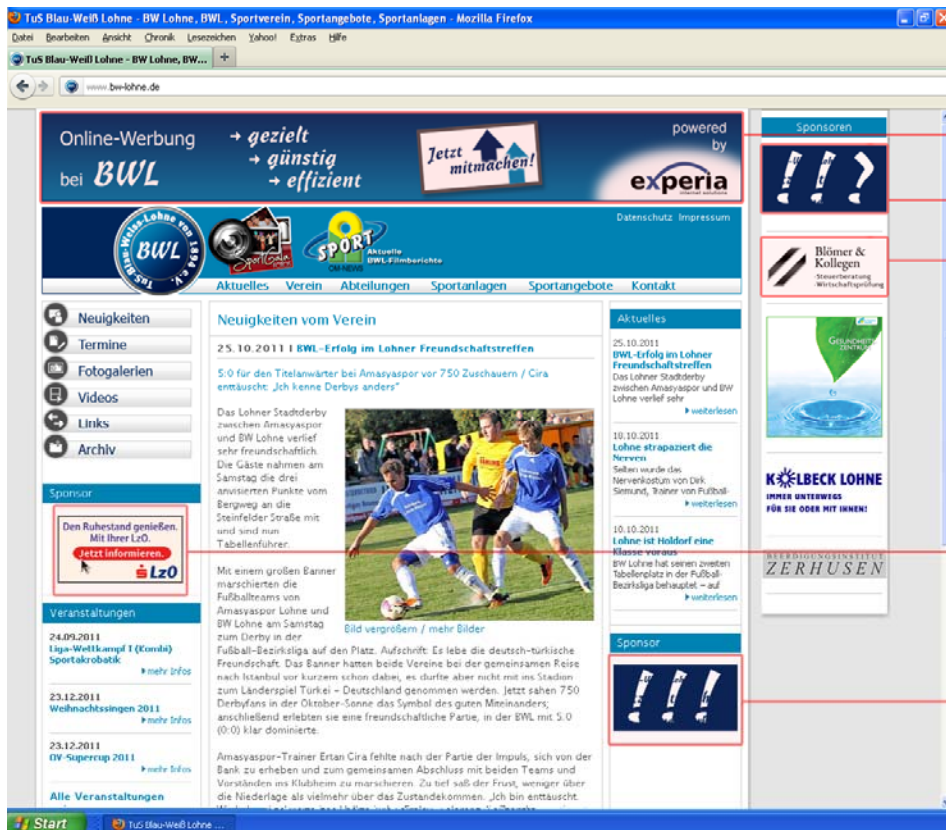 TuS Blau-Weiß Lohne - BW Lohne, BWL, Sportverein, Sportangebote, Sportanlagen - Mozilla Firefox
Datei Bearbeiten Ansicht Chronik Lesezeichen Yahoo! Extras Hilfe
TuS Blau-Weiß Lohne - BW Lohne, BW...
www.bw-lohne.de
Online-Werbung
bei BWL
→ gezielt
→ günstig
→ effizient
Jetzt
mitmachen!
powered
by
experia
internet solutions
Datenschutz Impressum
TuS-Blau-Weiss-Lohne von 1894 e.V.
BWL
SportGala
SPORT
OM-NEWS
Aktuelle
BWL-Filmberichte
Aktuelles Verein Abteilungen Sportanlagen Sportangebote Kontakt
Neuigkeiten
Termine
Fotogalerien
Videos
Links
Archiv
Sponsor
Den Ruhestand genießen.
Mit Ihrer LzO.
Jetzt informieren.
LzO
Veranstaltungen
24.09.2011
Liga-Wettkampf I (Kombi)
Sportakrobatik
mehr Infos
23.12.2011
Weihnachtssingen 2011
mehr Infos
23.12.2011
OV-Supercup 2011
mehr Infos
Alle Veranstaltungen
Neuigkeiten vom Verein
25.10.2011 I BWL-Erfolg im Lohner Freundschaftstreffen
5:0 für den Titelanwärter bei Amasyaspor vor 750 Zuschauern / Cira
enttäuscht: „Ich kenne Derbys anders"
Das Lohner Stadtderby
zwischen Amasyaspor
und BW Lohne verlief
sehr freundschaftlich.
Die Gäste nahmen am
Samstag die drei
anvisierten Punkte vom
Bergweg an die
Steinfelder Straße mit
und sind nun
Tabellenführer.
Mit einem großen Banner
marschierten die
Fußballteams von
Amasyaspor Lohne und
BW Lohne am Samstag
zum Derby in der
Bild vergrößern / mehr Bilder
Fußball-Bezirksliga auf den Platz. Aufschrift: Es lebe die deutsch-türkische
Freundschaft. Das Banner hatten beide Vereine bei der gemeinsamen Reise
nach Istanbul vor kurzem schon dabei, es durfte aber nicht mit ins Stadion
zum Länderspiel Türkei – Deutschland genommen werden. Jetzt sahen 750
Derbyfans in der Oktober-Sonne das Symbol des guten Miteinanders;
anschließend erlebten sie eine freundschaftliche Partie, in der BWL mit 5:0
(0:0) klar dominierte.
Amasyaspor-Trainer Ertan Cira fehlte nach der Partie der Impuls, sich von der
Bank zu erheben und zum gemeinsamen Abschluss mit beiden Teams und
Vorständen ins Klubheim zu marschieren. Zu tief saß der Frust, weniger über
die Niederlage als vielmehr über das Zustandekommen. „Ich bin enttäuscht.
Aktuelles
25.10.2011
BWL-Erfolg im Lohner
Freundschaftstreffen
Das Lohner Stadtderby
zwischen Amasyaspor und BW
Lohne verlief sehr
weiterlesen
18.10.2011
Lohne strapaziert die
Nerven
Selten wurde das
Nervenkostüm von Dirk
Siemund, Trainer von Fußball-
weiterlesen
10.10.2011
Lohne ist Holdorf eine
Klasse voraus
BW Lohne hat seinen zweiten
Tabellenplatz in der Fußball-
Bezirksliga behauptet – auf
weiterlesen
Sponsor
!!!
Sponsoren
!!?
Blömer &
Kollegen
-Steuerberatung
-Wirtschaftsprüfung
GESUNDHEITS
ZENTRUM
KÖLBECK LOHNE
IMMER UNTERWEGS
FÜR SIE ODER MIT IHNEN!
BEERDIGUNGSINSTITUT
ZERHUSEN
Start
TuS Blau-Weiß Lohne ...